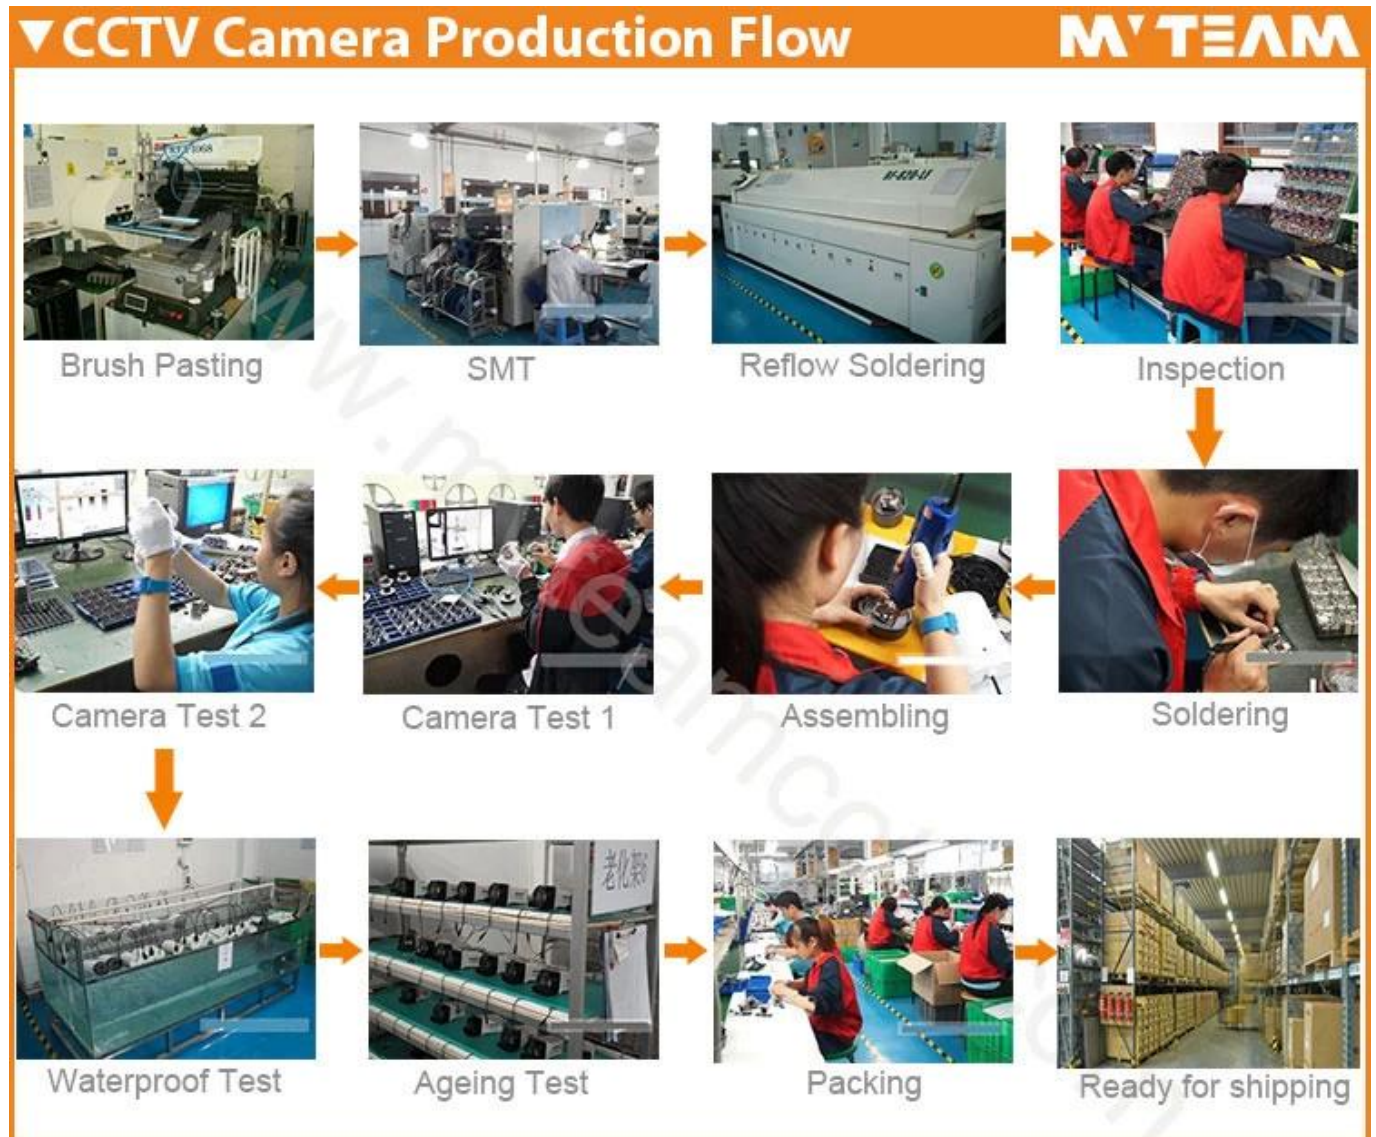 ▼CCTV Camera Production Flow
MVTEAM
Brush Pasting
SMT
Reflow Soldering
Inspection
Camera Test 2
Camera Test 1
Assembling
Soldering
老化架6
Waterproof Test
Ageing Test
Packing
Ready for shipping